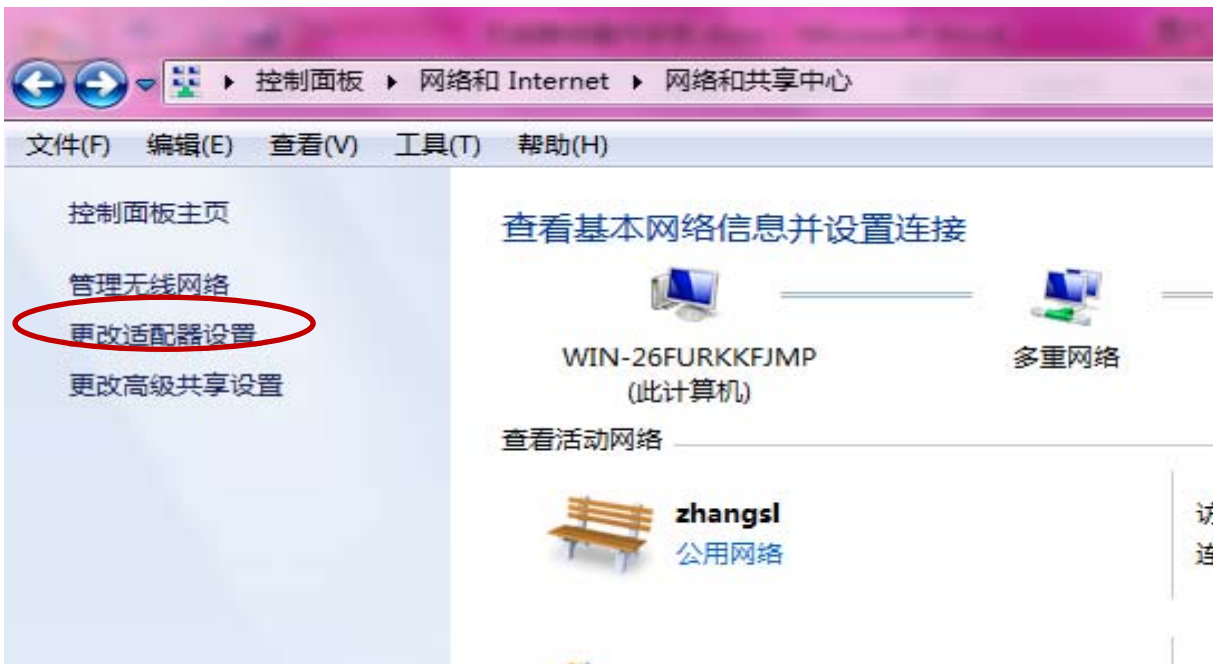 控制面板 网络和 Internet 网络和共享中心
文件(F) 编辑(E) 查看(V) 工具(T) 帮助(H)
控制面板主页
管理无线网络
更改适配器设置
更改高级共享设置
查看基本网络信息并设置连接
WIN-26FURKKFJMP
(此计算机)
多重网络
查看活动网络
zhangsl
公用网络
访
连